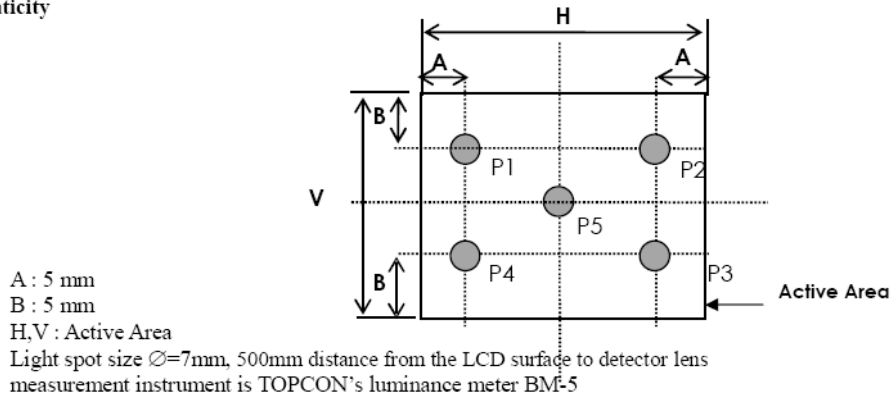 H
A
A
B
P1
P2
V
P5
B
P4
P3
Active Area
A : 5 mm
B : 5 mm
H,V : Active Area
Light spot size ∅=7mm, 500mm distance from the LCD surface to detector lens
measurement instrument is TOPCON's luminance meter BM-5